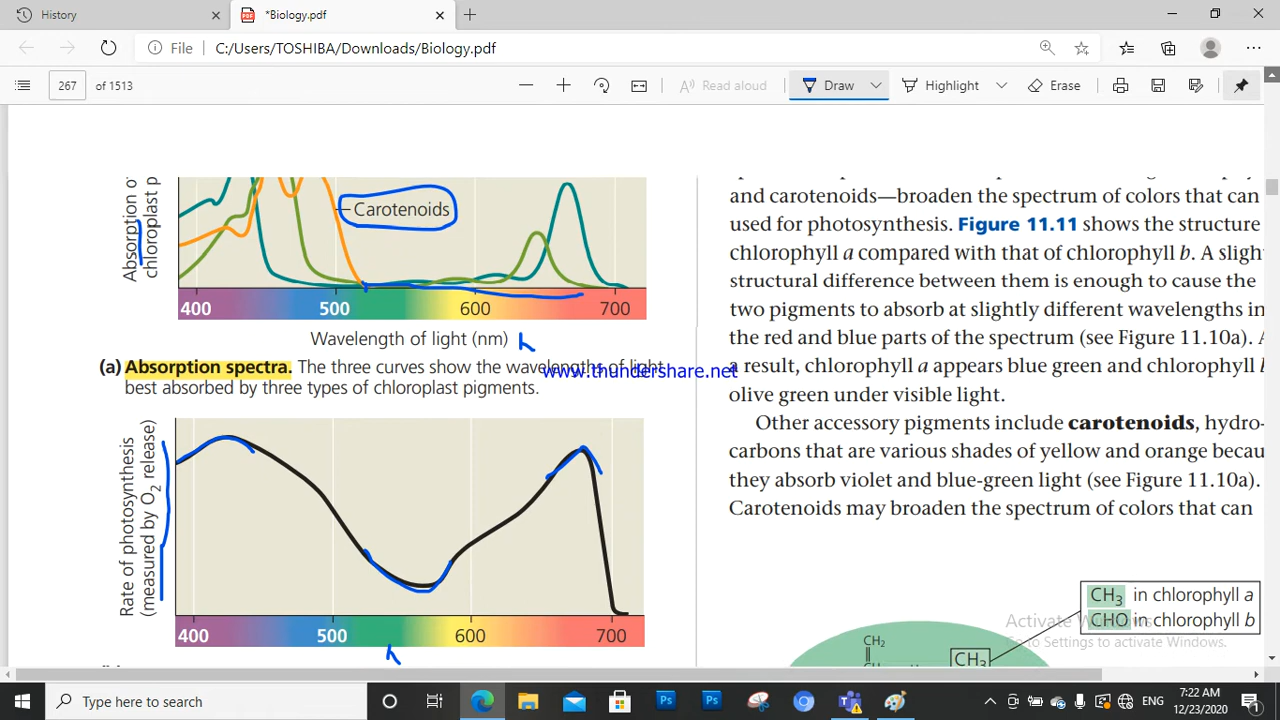 History
*Biology.pdf
File
C:/Users/TOSHIBA/Downloads/Biology.pdf
267 of 1513
Read aloud
Draw
Highlight
Erase
Absorption
chloroplast p
Carotenoids
400 500 600 700
Wavelength of light (nm)
(a) Absorption spectra. The three curves show the wavelengths of light
best absorbed by three types of chloroplast pigments.
www.thundershare.net
Rate of photosynthesis
(measured by O2 release)
400 500 600 700
and carotenoids—broaden the spectrum of colors that can
used for photosynthesis. Figure 11.11 shows the structure
chlorophyll a compared with that of chlorophyll b. A sligh
structural difference between them is enough to cause the
two pigments to absorb at slightly different wavelengths in
the red and blue parts of the spectrum (see Figure 11.10a).
a result, chlorophyll a appears blue green and chlorophyll
olive green under visible light.
Other accessory pigments include carotenoids, hydro-
carbons that are various shades of yellow and orange becau
they absorb violet and blue-green light (see Figure 11.10a).
Carotenoids may broaden the spectrum of colors that can
CH3 in chlorophyll a
CHO in chlorophyll b
CH2
CH3
Activate Windows
Go to Settings to activate Windows.
Type here to search
ENG
7:22 AM
12/23/2020